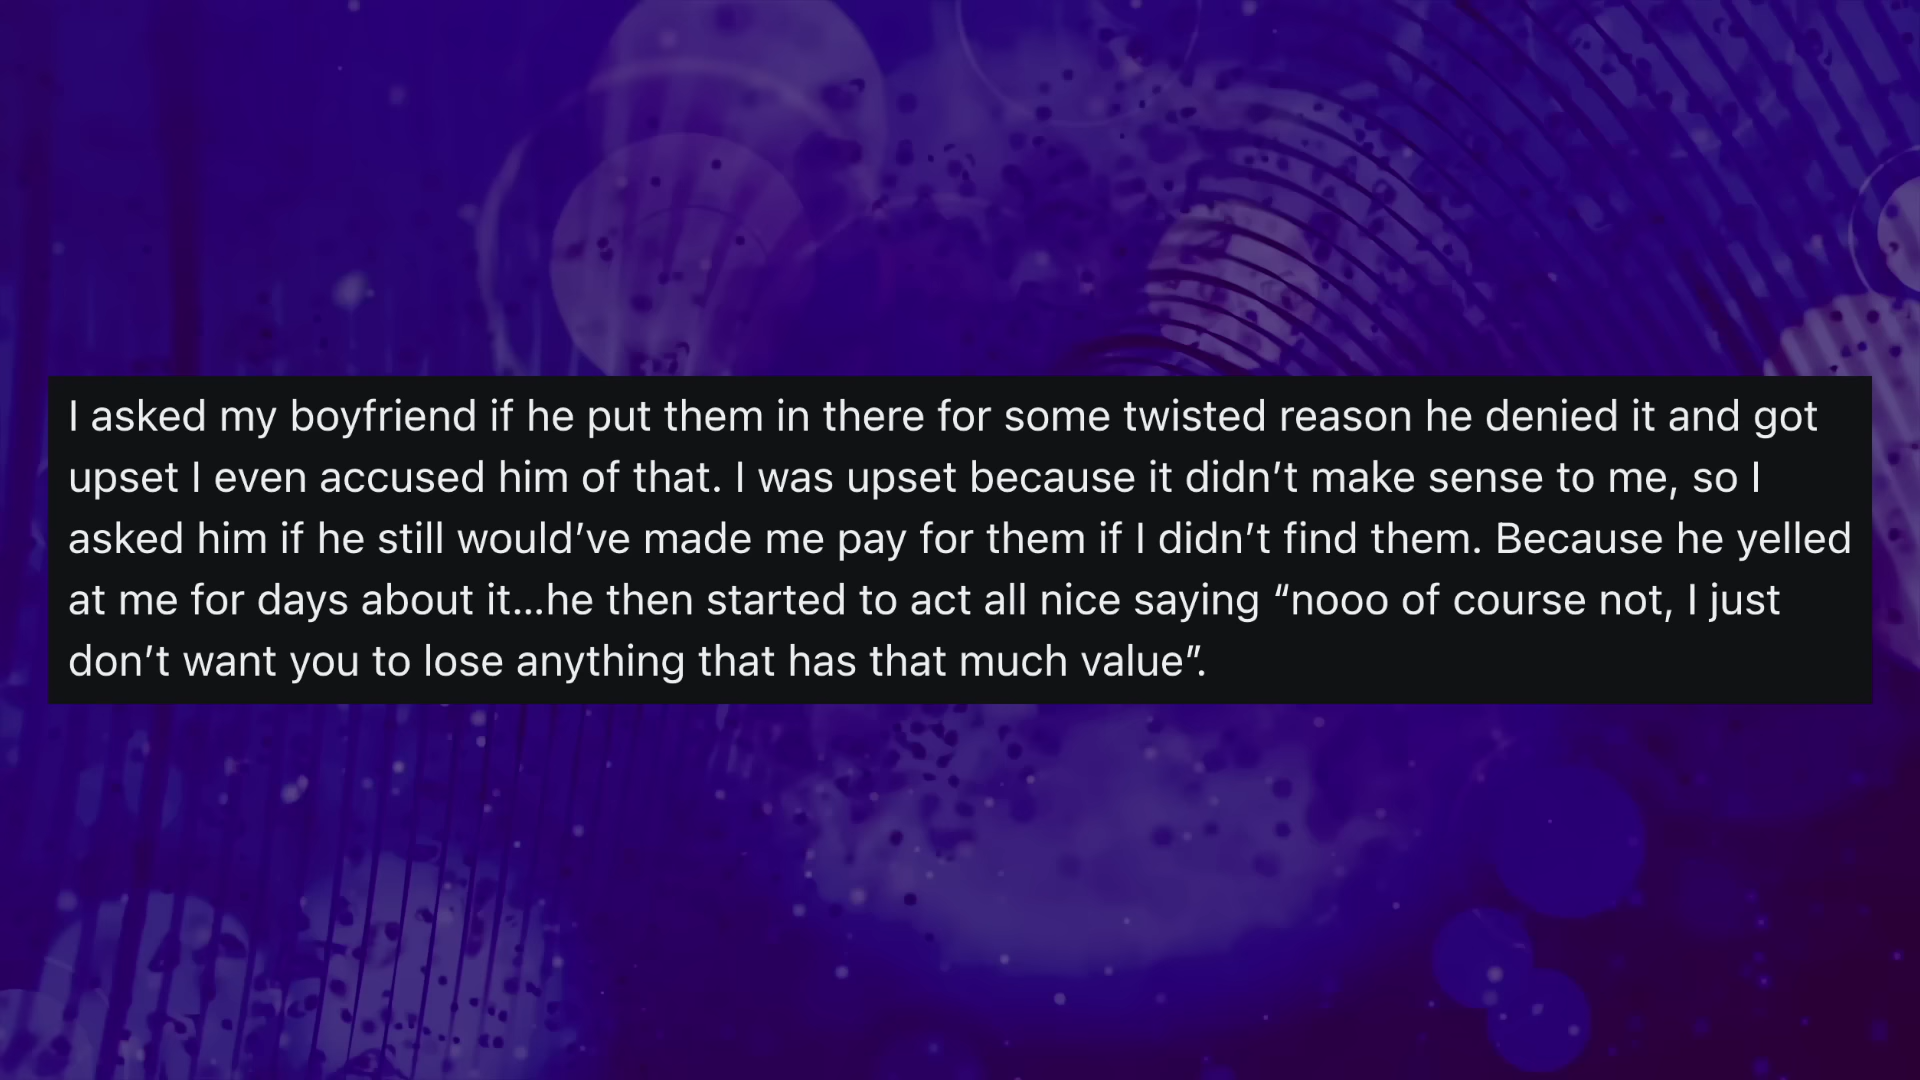 I asked my boyfriend if he put them in there for some twisted reason he denied it and got
upset I even accused him of that. I was upset because it didn’t make sense to me, so I
asked him if he still would’ve made me pay for them if I didn’t find them. Because he yelled
at me for days about it...he then started to act all nice saying “nooo of course not, I just
don’t want you to lose anything that has that much value”.